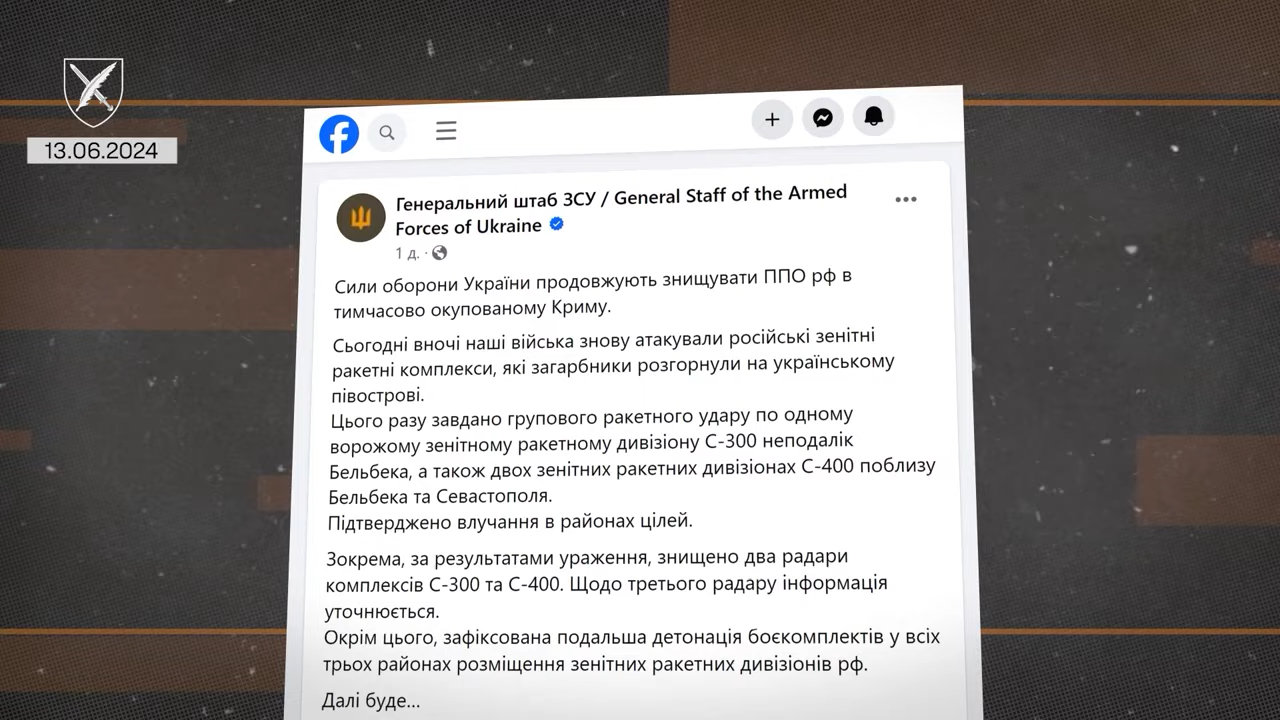 13.06.2024
Генеральний штаб ЗСУ / General Staff of the Armed
Forces of Ukraine
1 д. ·
Сили оборони України продовжують знищувати ППО рф в
тимчасово окупованому Криму.
Сьогодні вночі наші війська знову атакували російські зенітні
ракетні комплекси, які загарбники розгорнули на українському
півострові.
Цього разу завдано групового ракетного удару по одному
ворожому зенітному ракетному дивізіону С-300 неподалік
Бельбека, а також двох зенітних ракетних дивізіонах С-400 поблизу
Бельбека та Севастополя.
Підтверджено влучання в районах цілей.
Зокрема, за результатами ураження, знищено два радари
комплексів С-300 та С-400. Щодо третього радару інформація
уточнюється.
Окрім цього, зафіксована подальша детонація боєкомплектів у всіх
трьох районах розміщення зенітних ракетних дивізіонів рф.
Далі буде...